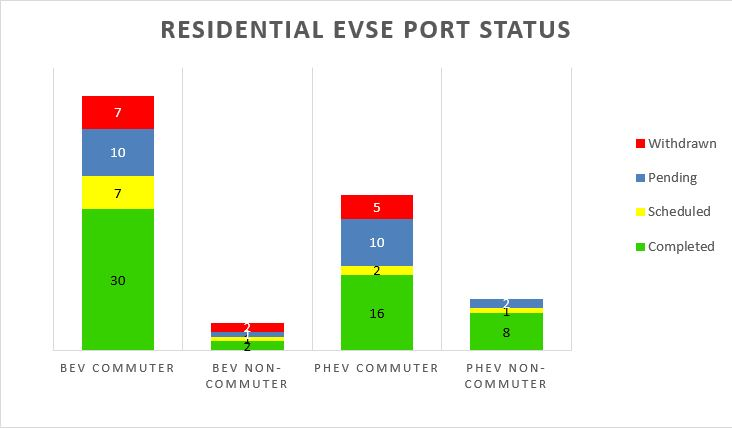 RESIDENTIAL EVSE PORT STATUS
7
10
7
30
2
1
1
2
5
10
2
16
2
1
8
Withdrawn
Pending
Scheduled
Completed
BEV COMMUTER
BEV NON-
COMMUTER
PHEV COMMUTER
PHEV NON-
COMMUTER